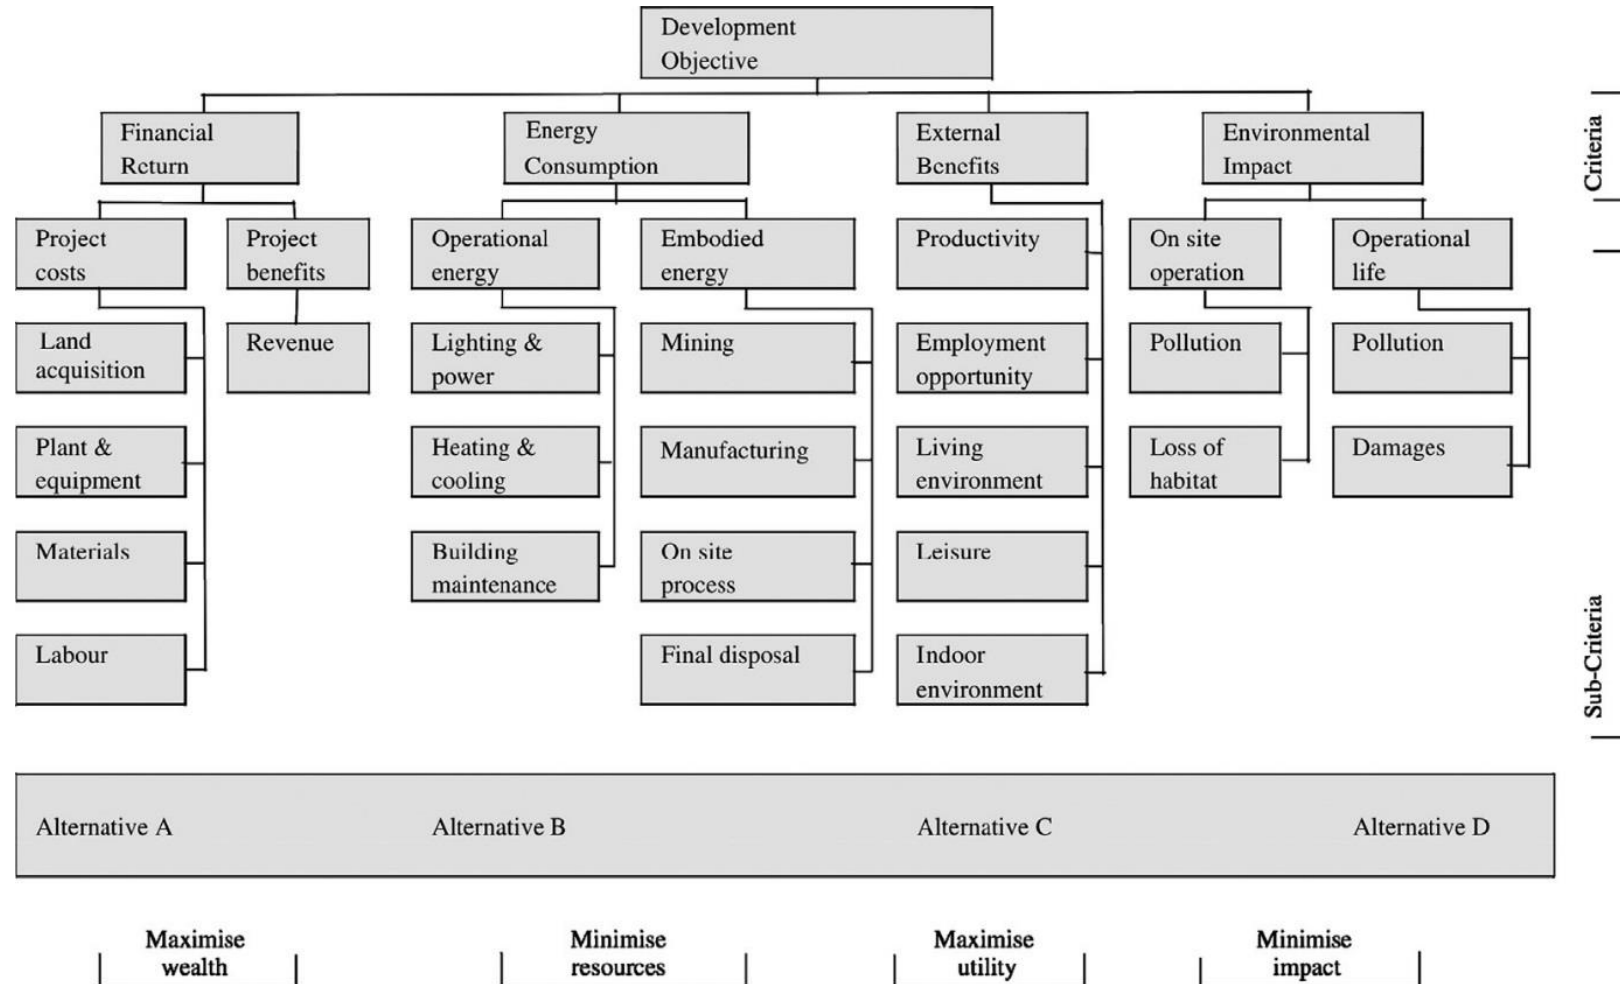 Development
Objective
Financial
Return
Energy
Consumption
External
Benefits
Environmental
Impact
Criteria
Project
costs
Project
benefits
Operational
energy
Embodied
energy
Productivity
On site
operation
Operational
life
Land
acquisition
Revenue
Lighting &
power
Mining
Employment
opportunity
Pollution
Pollution
Plant &
equipment
Heating &
cooling
Manufacturing
Living
environment
Loss of
habitat
Damages
Materials
Building
maintenance
On site
process
Leisure
Labour
Final disposal
Indoor
environment
Sub-Criteria
Alternative A
Alternative B
Alternative C
Alternative D
Maximise
wealth
Minimise
resources
Maximise
utility
Minimise
impact